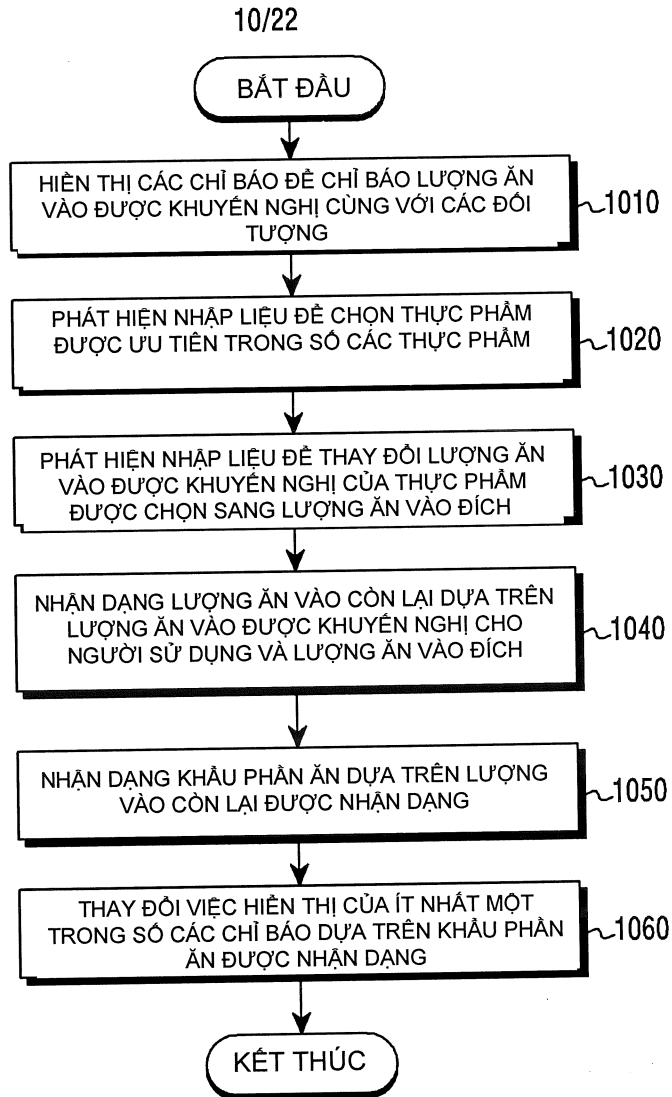 10/22
BẮT ĐẦU
HIỂN THỊ CÁC CHỈ BÁO ĐỂ CHỈ BÁO LƯỢNG ĂN
VÀO ĐƯỢC KHUYẾN NGHỊ CÙNG VỚI CÁC ĐỐI
TƯỢNG
1010
PHÁT HIỆN NHẬP LIỆU ĐỂ CHỌN THỰC PHẨM
ĐƯỢC ƯU TIÊN TRONG SỐ CÁC THỰC PHẨM
1020
PHÁT HIỆN NHẬP LIỆU ĐỂ THAY ĐỔI LƯỢNG ĂN
VÀO ĐƯỢC KHUYẾN NGHỊ CỦA THỰC PHẨM
ĐƯỢC CHỌN SANG LƯỢNG ĂN VÀO ĐÍCH
1030
NHẬN DẠNG LƯỢNG ĂN VÀO CÒN LẠI DỰA TRÊN
LƯỢNG ĂN VÀO ĐƯỢC KHUYẾN NGHỊ CHO
NGƯỜI SỬ DỤNG VÀ LƯỢNG ĂN VÀO ĐÍCH
1040
NHẬN DẠNG KHẨU PHẦN ĂN DỰA TRÊN LƯỢNG
VÀO CÒN LẠI ĐƯỢC NHẬN DẠNG
1050
THAY ĐỔI VIỆC HIỂN THỊ CỦA ÍT NHẤT MỘT
TRONG SỐ CÁC CHỈ BÁO DỰA TRÊN KHẨU PHẦN
ĂN ĐƯỢC NHẬN DẠNG
1060
KẾT THÚC